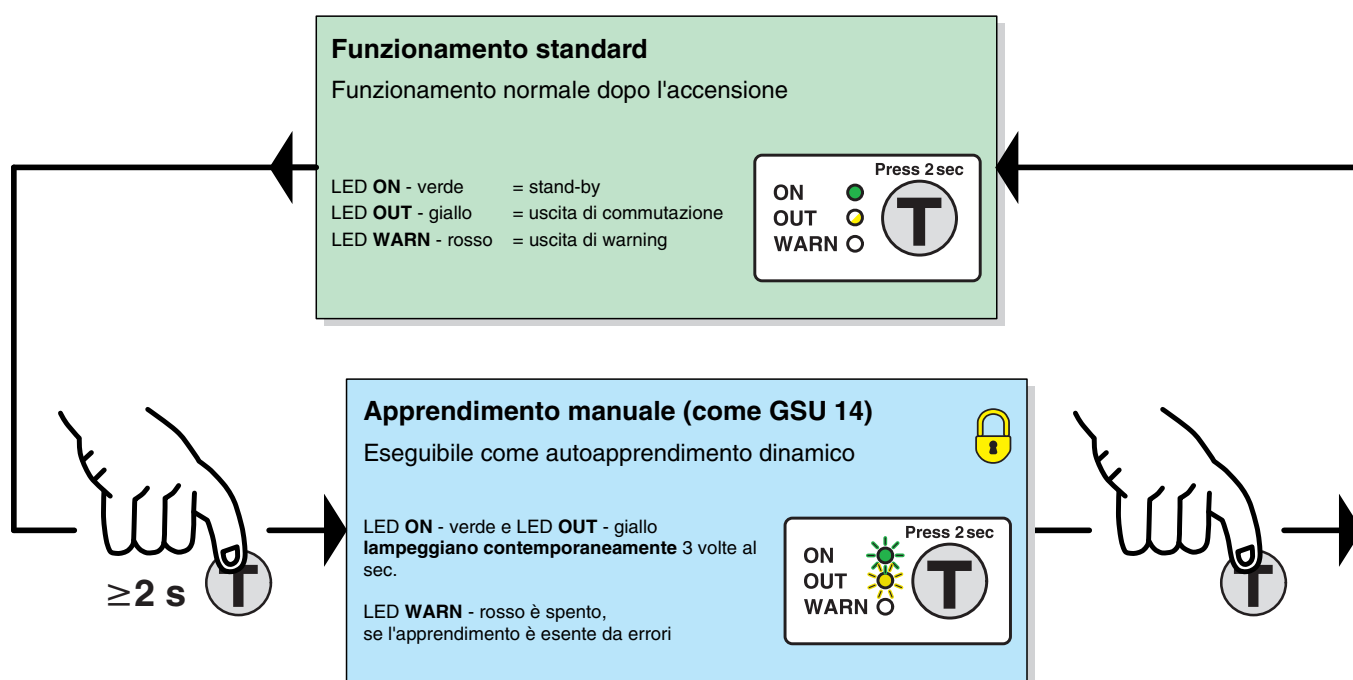 Funzionamento standard
Funzionamento normale dopo l'accensione
LED ON - verde = stand-by
LED OUT - giallo = uscita di commutazione
LED WARN - rosso = uscita di warning
Press 2 sec
ON
OUT
WARN
T
Apprendimento manuale (come GSU 14)
Eseguibile come autoapprendimento dinamico
LED ON - verde e LED OUT - giallo
lampeggiano contemporaneamente 3 volte al
sec.
LED WARN - rosso è spento,
se l'apprendimento è esente da errori
Press 2 sec
ON
OUT
WARN
T
≥2 s
T
T